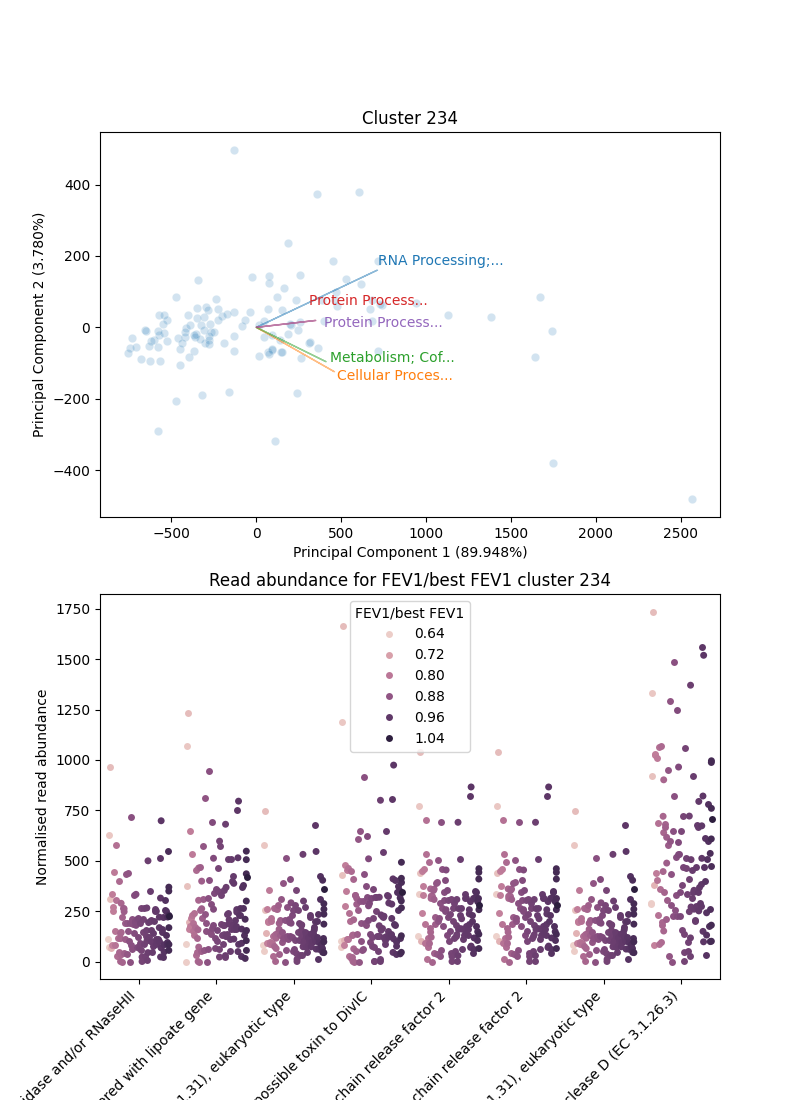 Cluster 234
Principal Component 2 (3.780%)
400
200
0
−200
−400
RNA Processing;...
Protein Process...
Protein Process...
Metabolism; Cof...
Cellular Proces...
−500
0
500
1000
1500
2000
2500
Principal Component 1 (89.948%)
Read abundance for FEV1/best FEV1 cluster 234
Normalised read abundance
1750
1500
1250
1000
750
500
250
0
FEV1/best FEV1
0.64
0.72
0.80
0.88
0.96
1.04
idase and/or RNaseHII
ered with lipoate gene
1.31), eukaryotic type
possible toxin to DivIC
chain release factor 2
chain release factor 2
1.31), eukaryotic type
clease D (EC 3.1.26.3)